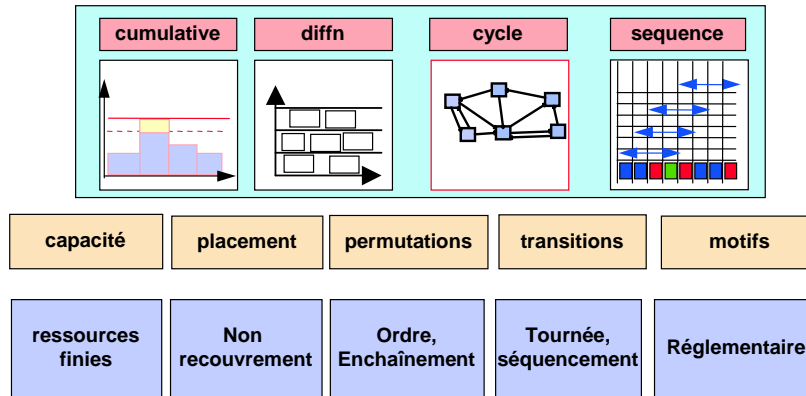 cumulative diffn cycle sequence
capacité placement permutations transitions motifs
ressources finies
Non recouvrement
Ordre, Enchaînement
Tournée, séquencement
Réglementaire